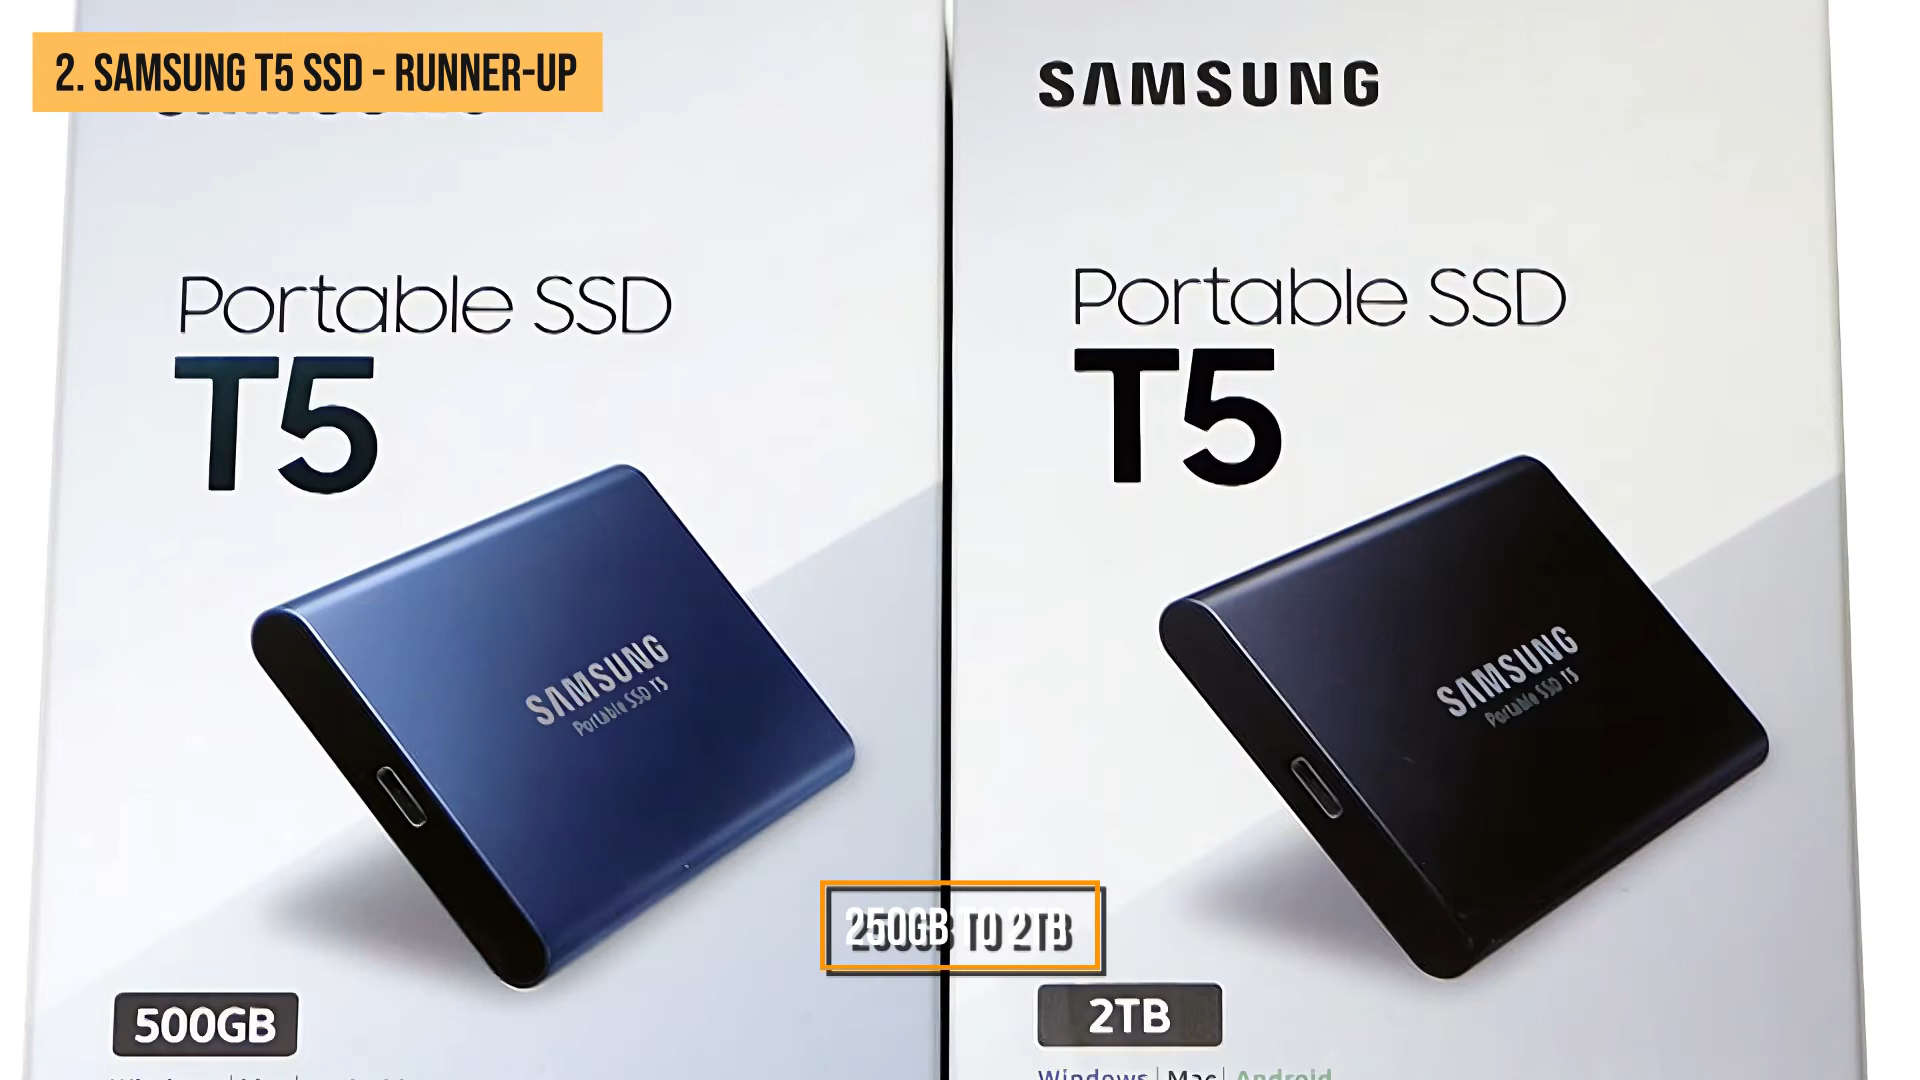 2. SAMSUNG T5 SSD - RUNNER-UP
Portable SSD
T5
SAMSUNG
Portable SSD T5
500GB
SAMSUNG
Portable SSD
T5
SAMSUNG
Portable SSD T5
250GB TO 2TB
2TB
Windows | Mac | Android